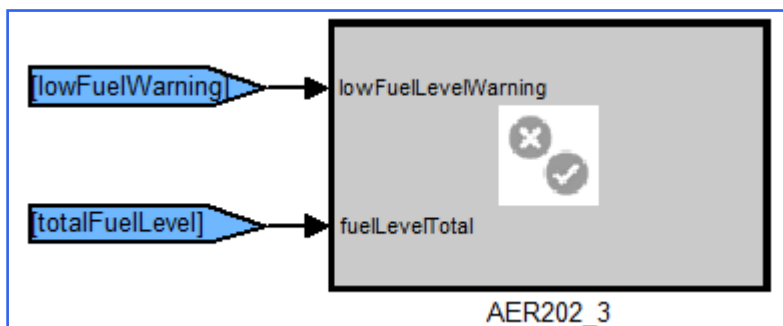 [lowFuelWarning]
lowFuelLevelWarning
[totalFuelLevel]
fuelLevelTotal
AER202_3